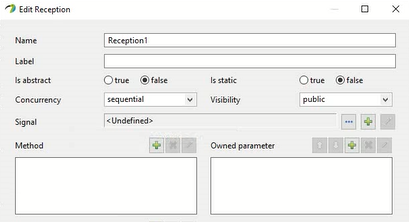 Edit Reception
Name Reception1
Label
Is abstract true false Is static true false
Concurrency sequential Visibility public
Signal <Undefined> ...
Method Owned parameter